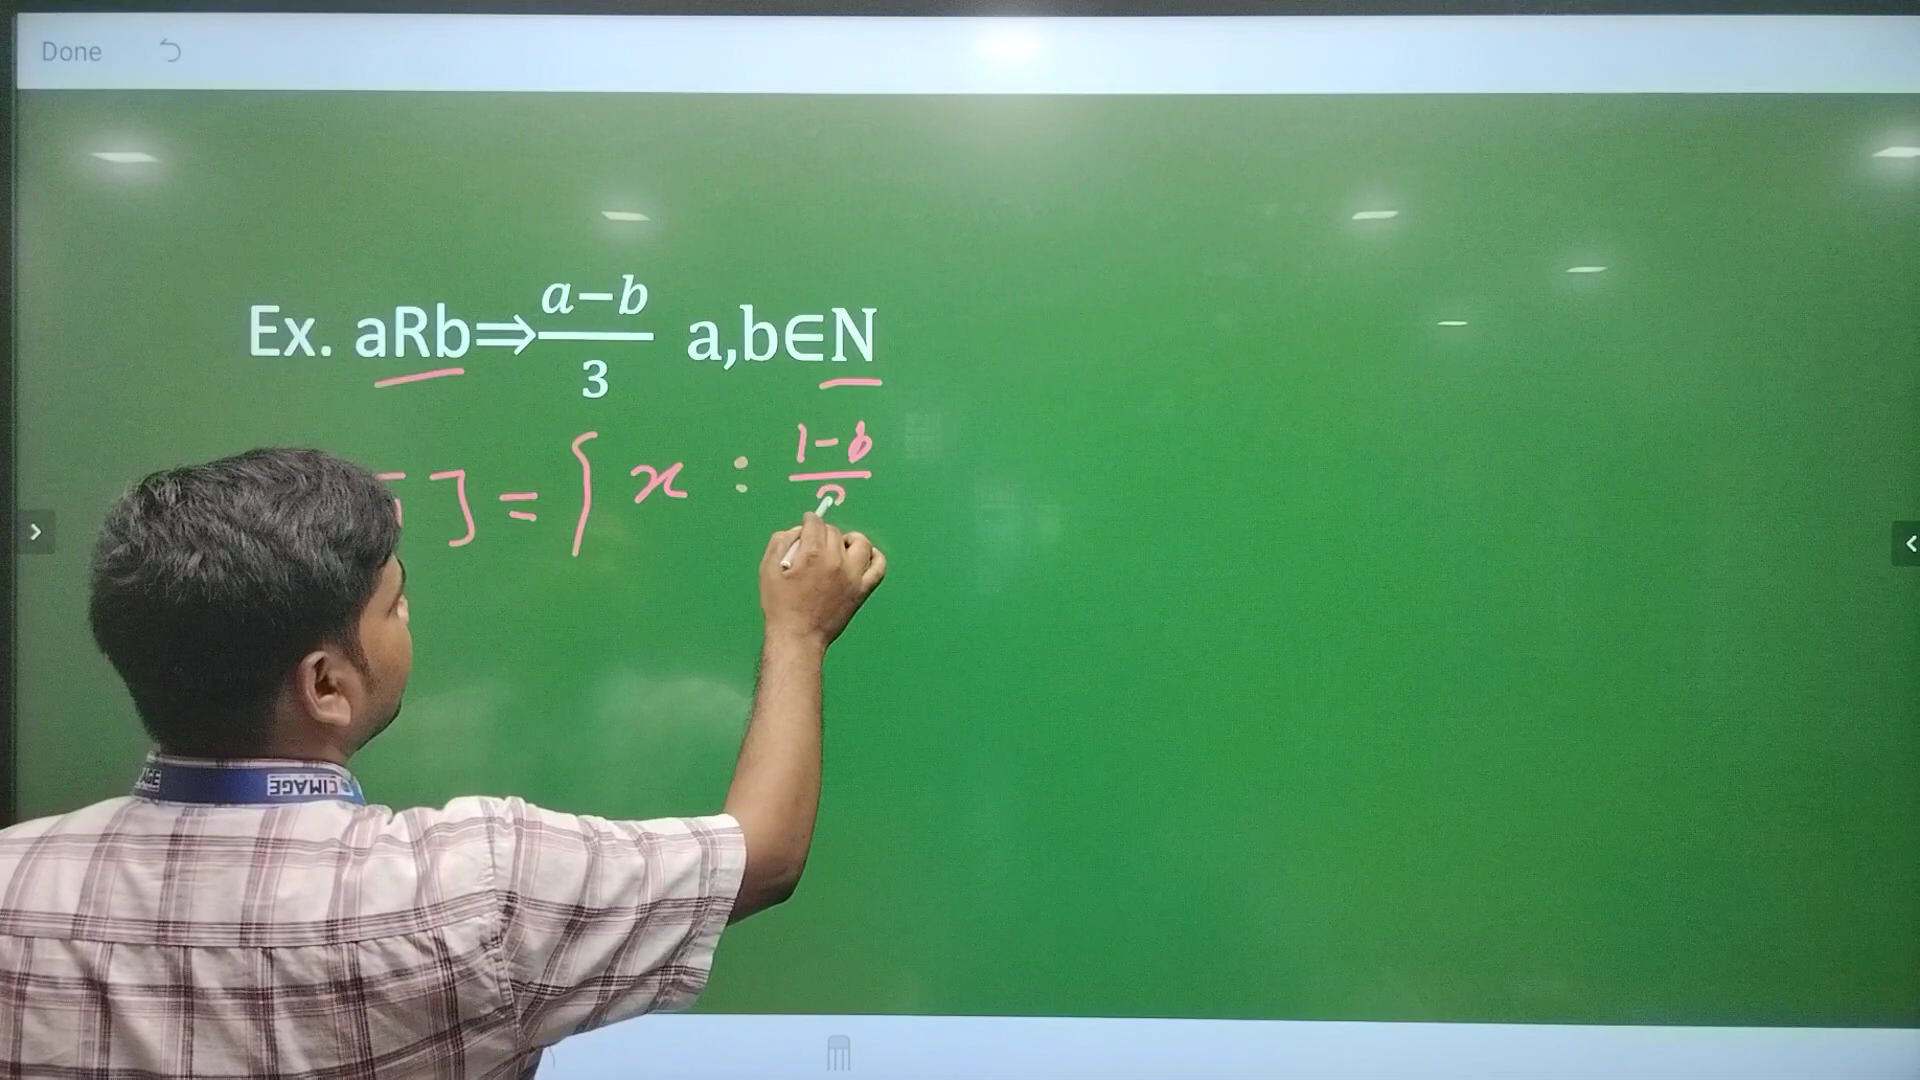 Done
Ex. aRb⇒a−b/3 a,b∈N
] = { x : 1-b/
CIMAGE